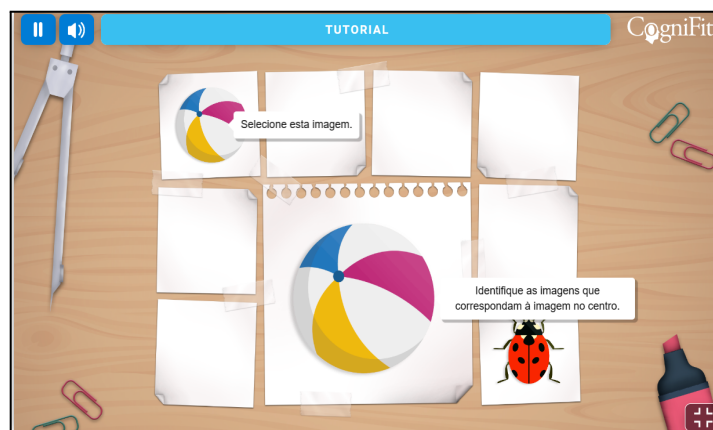 TUTORIAL
CogniFit
Selecione esta imagem.
Identifique as imagens que
correspondam à imagem no centro.